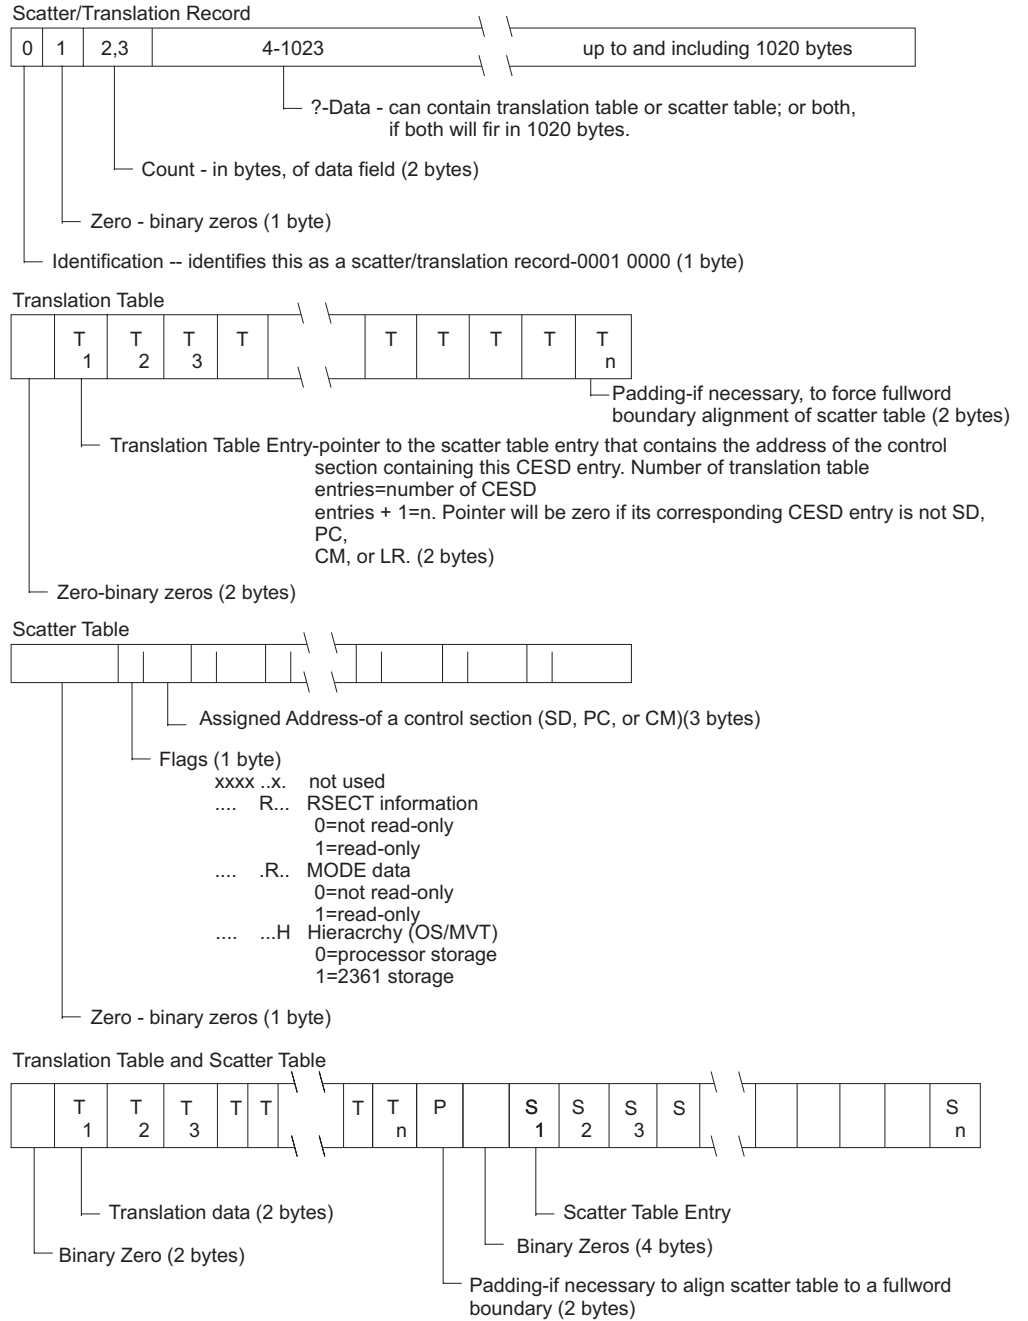 Scatter/Translation Record
0 1 2,3 4-1023 up to and including 1020 bytes
?-Data - can contain translation table or scatter table; or both,
if both will fir in 1020 bytes.
Count - in bytes, of data field (2 bytes)
Zero - binary zeros (1 byte)
Identification -- identifies this as a scatter/translation record-0001 0000 (1 byte)
Translation Table
T T T T T T T T T
1 2 3 n
Padding-if necessary, to force fullword
boundary alignment of scatter table (2 bytes)
Translation Table Entry-pointer to the scatter table entry that contains the address of the control
section containing this CESD entry. Number of translation table
entries=number of CESD
entries + 1=n. Pointer will be zero if its corresponding CESD entry is not SD,
PC,
CM, or LR. (2 bytes)
Zero-binary zeros (2 bytes)
Scatter Table
Assigned Address-of a control section (SD, PC, or CM)(3 bytes)
Flags (1 byte)
xxxx ..x. not used
.... R... RSECT information
0=not read-only
1=read-only
.... .R.. MODE data
0=not read-only
1=read-only
.... ...H Hieracrchy (OS/MVT)
0=processor storage
1=2361 storage
Zero - binary zeros (1 byte)
Translation Table and Scatter Table
T T T T T T T P S S S S S
1 2 3 n 1 2 3 n
Translation data (2 bytes)
Scatter Table Entry
Binary Zero (2 bytes)
Binary Zeros (4 bytes)
Padding-if necessary to align scatter table to a fullword
boundary (2 bytes)